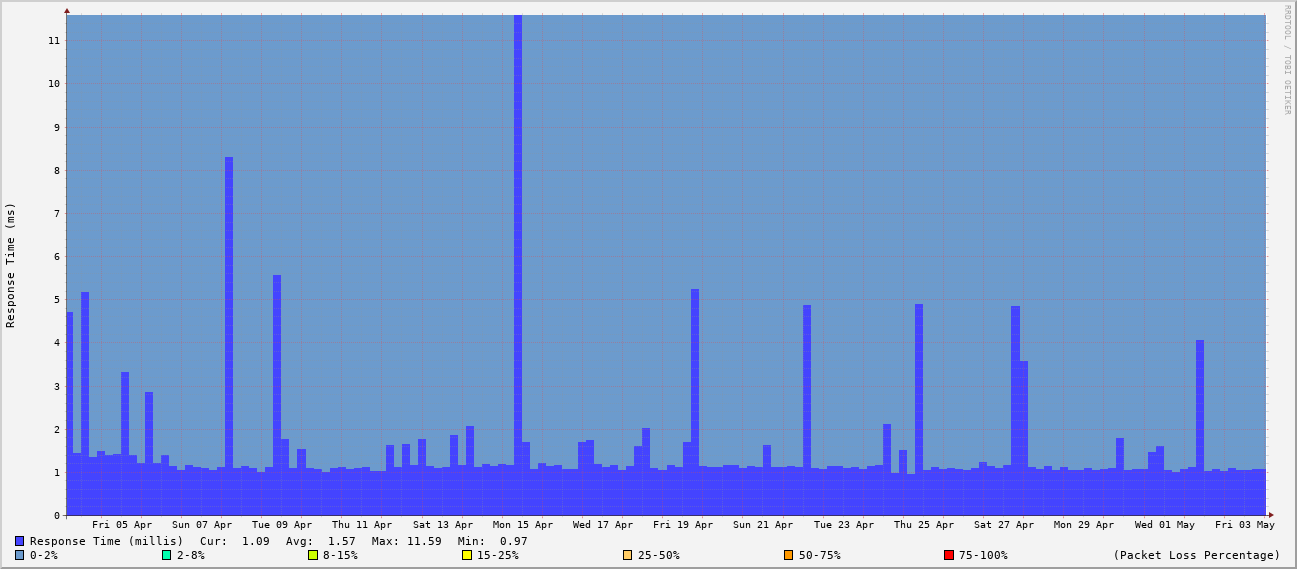 RRDTOOL / TOBI OETIKER
Response Time (ms)
11
10
9
8
7
6
5
4
3
2
1
0
Fri 05 Apr Sun 07 Apr Tue 09 Apr Thu 11 Apr Sat 13 Apr Mon 15 Apr Wed 17 Apr Fri 19 Apr Sun 21 Apr Tue 23 Apr Thu 25 Apr Sat 27 Apr Mon 29 Apr Wed 01 May Fri 03 May
Response Time (millis) Cur: 1.09 Avg: 1.57 Max: 11.59 Min: 0.97
0-2% 2-8% 8-15% 15-25% 25-50% 50-75% 75-100% (Packet Loss Percentage)